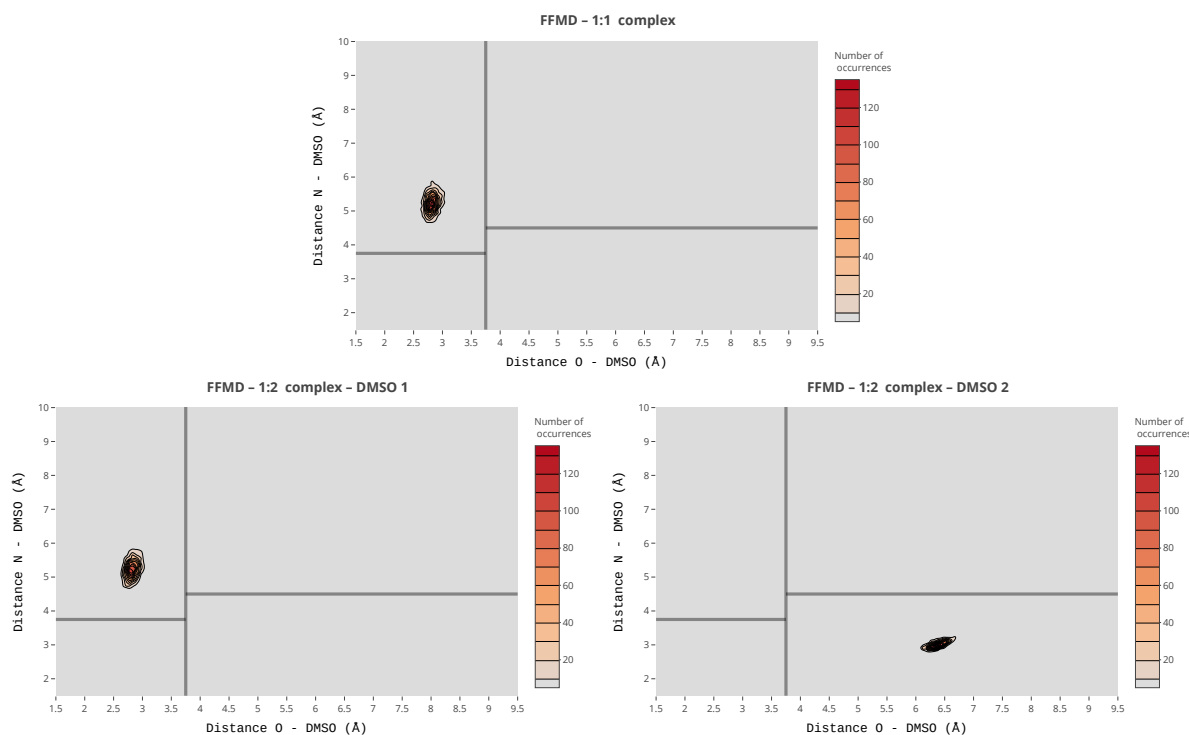 FFMD – 1:1 complex
Number of
occurrences
10
9
8
7
6
5
4
3
2
Distance N - DMSO (Å)
120
100
80
60
40
20
1.5 2 2.5 3 3.5 4 4.5 5 5.5 6 6.5 7 7.5 8 8.5 9 9.5
Distance O - DMSO (Å)
FFMD – 1:2 complex – DMSO 1
Number of
occurrences
10
9
8
7
6
5
4
3
2
Distance N - DMSO (Å)
120
100
80
60
40
20
1.5 2 2.5 3 3.5 4 4.5 5 5.5 6 6.5 7 7.5 8 8.5 9 9.5
Distance O - DMSO (Å)
FFMD – 1:2 complex – DMSO 2
Number of
occurrences
10
9
8
7
6
5
4
3
2
Distance N - DMSO (Å)
120
100
80
60
40
20
1.5 2 2.5 3 3.5 4 4.5 5 5.5 6 6.5 7 7.5 8 8.5 9 9.5
Distance O - DMSO (Å)